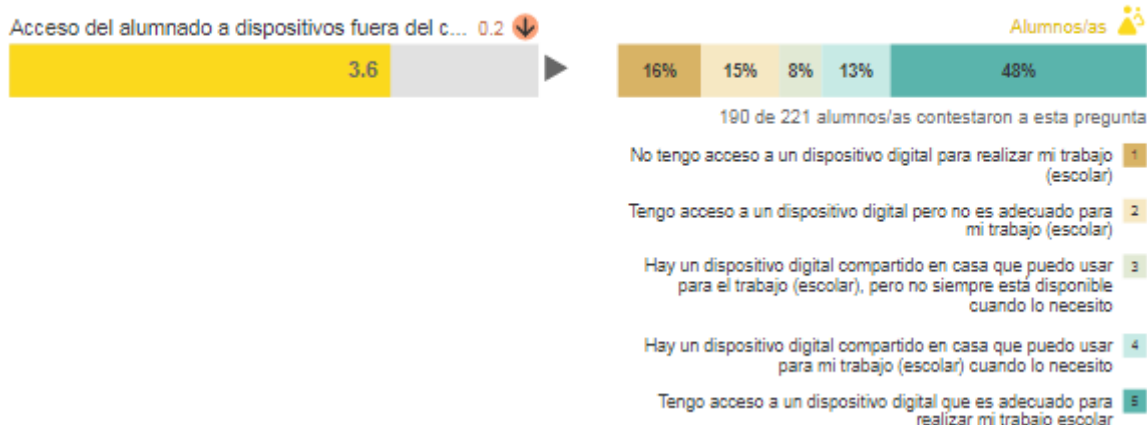 Acceso del alumnado a dispositivos fuera del c... 0.2
Alumnos/as
3.6
16% 15% 8% 13% 48%
190 de 221 alumnos/as contestaron a esta pregunta
No tengo acceso a un dispositivo digital para realizar mi trabajo 1
(escolar)
Tengo acceso a un dispositivo digital pero no es adecuado para 2
mi trabajo (escolar)
Hay un dispositivo digital compartido en casa que puedo usar 3
para el trabajo (escolar), pero no siempre está disponible
cuando lo necesito
Hay un dispositivo digital compartido en casa que puedo usar 4
para mi trabajo (escolar) cuando lo necesito
Tengo acceso a un dispositivo digital que es adecuado para 5
realizar mi trabajo escolar